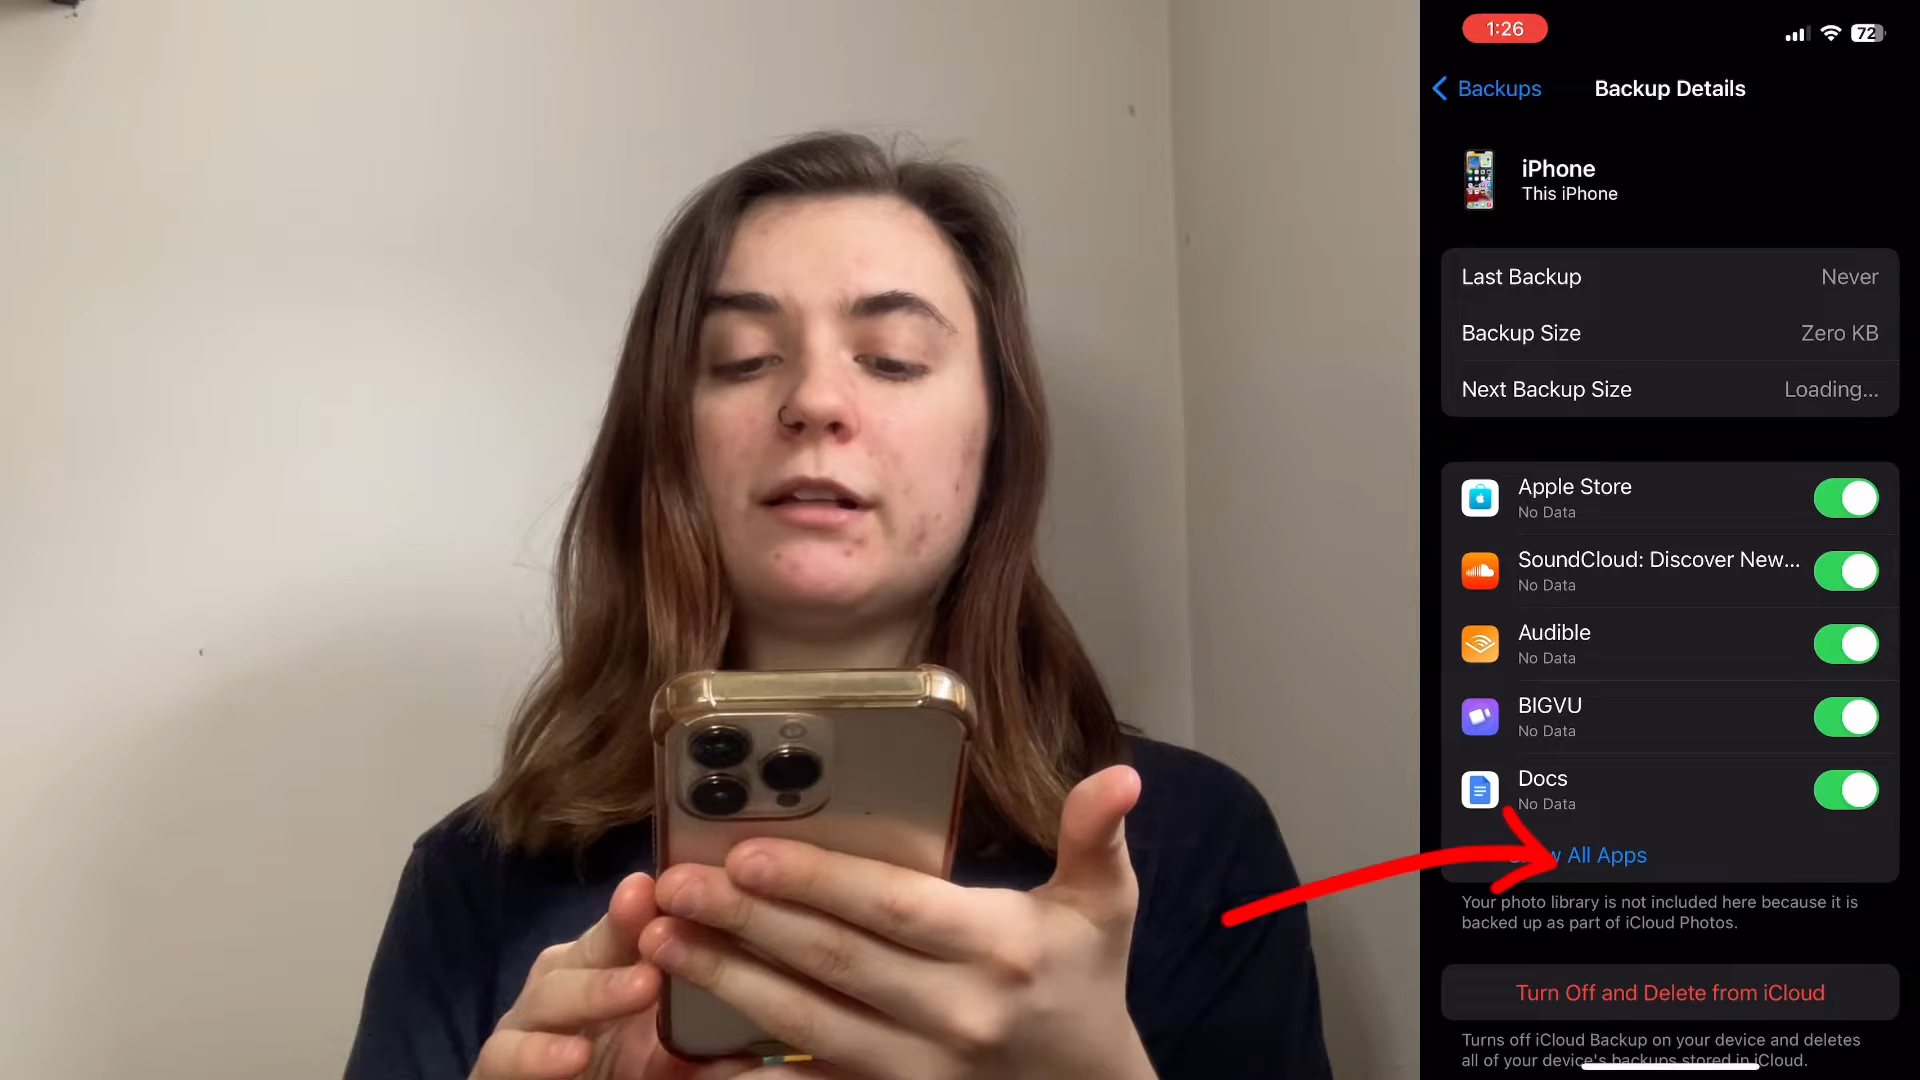 1:26
72
Backups
Backup Details
iPhone
This iPhone
Last Backup
Never
Backup Size
Zero KB
Next Backup Size
Loading...
Apple Store
No Data
SoundCloud: Discover New...
No Data
Audible
No Data
BIGVU
No Data
Docs
No Data
All Apps
Your photo library is not included here because it is
backed up as part of iCloud Photos.
Turn Off and Delete from iCloud
Turns off iCloud Backup on your device and deletes
all of your device's backups stored in iCloud.